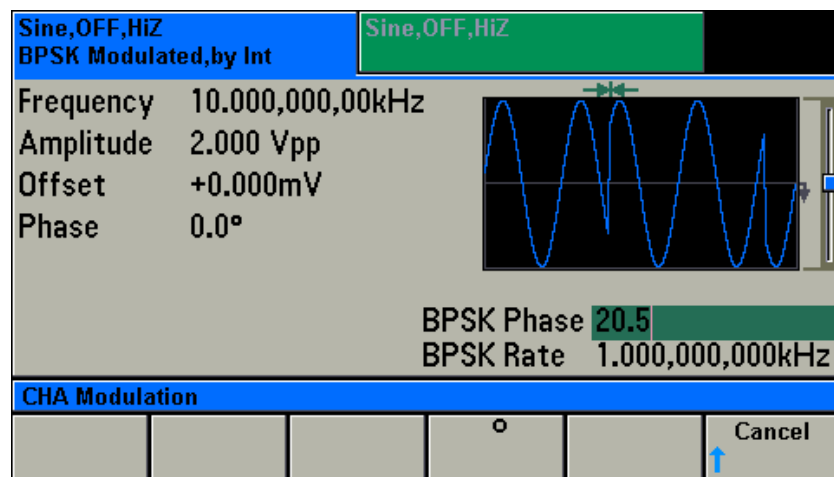 Sine,OFF,HiZ
BPSK Modulated,by Int
Sine,OFF,HiZ
Frequency 10.000,000,00kHz
Amplitude 2.000 Vpp
Offset +0.000mV
Phase 0.0°
BPSK Phase 20.5
BPSK Rate 1.000,000,000kHz
CHA Modulation
°
Cancel